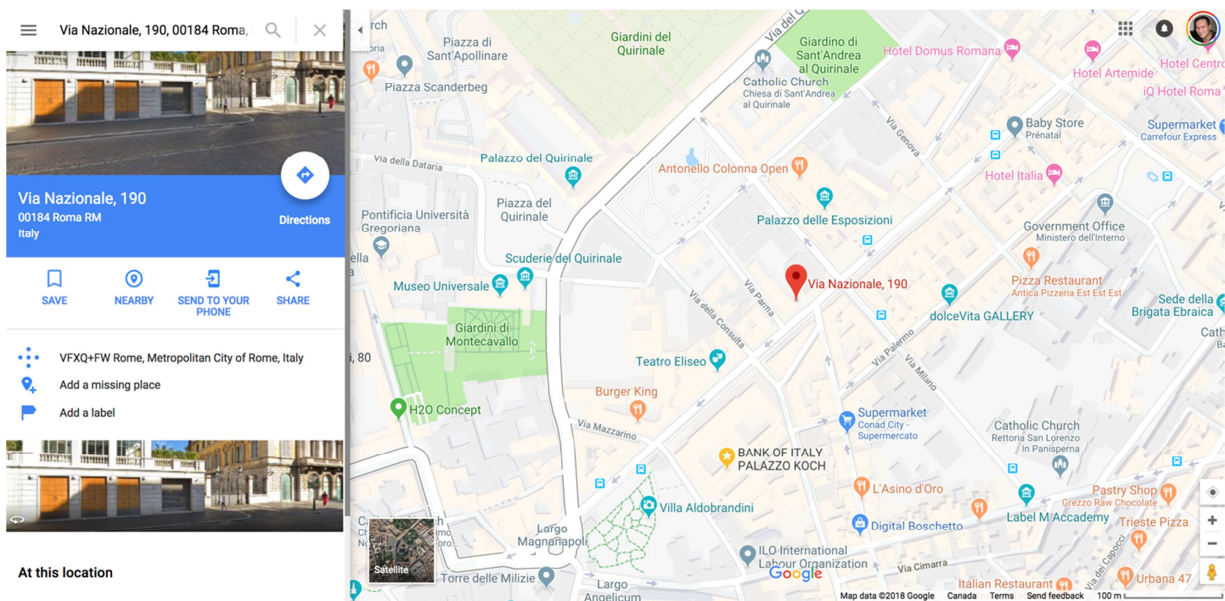 Via Nazionale, 190, 00184 Roma,
Via Nazionale, 190
00184 Roma RM
Italy
Directions
SAVE
NEARBY
SEND TO YOUR
PHONE
SHARE
VFXQ+FW Rome, Metropolitan City of Rome, Italy
Add a missing place
Add a label
At this location
rch
Piazza di
Sant'Apollinare
Piazza Scanderbeg
Giardini del
Quirinale
Via del Q
Giardino di
Sant'Andrea
al Quirinale
Catholic Church
Chiesa di Sant'Andrea
al Quirinale
Hotel Domus Romana
Hotel Artemide
Hotel Centro
iQ Hotel Roma
Baby Store
Prénatal
Supermarket
Carrefour Express
Via Genova
Via della Dataria
Palazzo del Quirinale
Antonello Colonna Open
Hotel Italia
Pontificia Università
Gregoriana
Piazza del
Quirinale
Palazzo delle Esposizioni
Government Office
Ministero dell'Interno
ella
Scuderie del Quirinale
Museo Universale
Via Nazionale, 190
Via Parma
Via della Consulta
Pizza Restaurant
Antica Pizzeria Est Est Est
Sede della
Brigata Ebraica
dolceVita GALLERY
Giardini di
Montecavallo
Via Palermo
Via Milano
i, 80
Teatro Eliseo
Burger King
H2O Concept
Via Mazzarino
Supermarket
Conad City -
Supermercato
Catholic Church
Rettoria San Lorenzo
In Panisperna
BANK OF ITALY
PALAZZO KOCH
L'Asino d'Oro
Pastry Shop
Grezzo Raw Chocolate
Villa Aldobrandini
Label M Accademy
Trieste Pizza
Digital Boschetto
Largo
Magnanapoli
Satellite
ILO-International
Labour Organization
Google
Via Cimarra
Via dei Capocci
Torre delle Milizie
Largo
Angelicum
Italian Restaurant
Urbana 47
Map data ©2018 Google
Canada
Terms
Send feedback
100 m